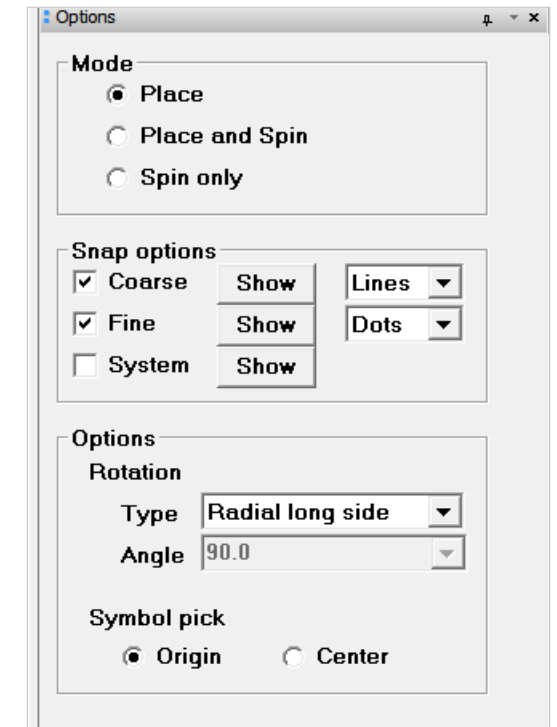 Options
Mode
Place
Place and Spin
Spin only
Snap options
Coarse Show Lines
Fine Show Dots
System Show
Options
Rotation
Type Radial long side
Angle 90.0
Symbol pick
Origin Center